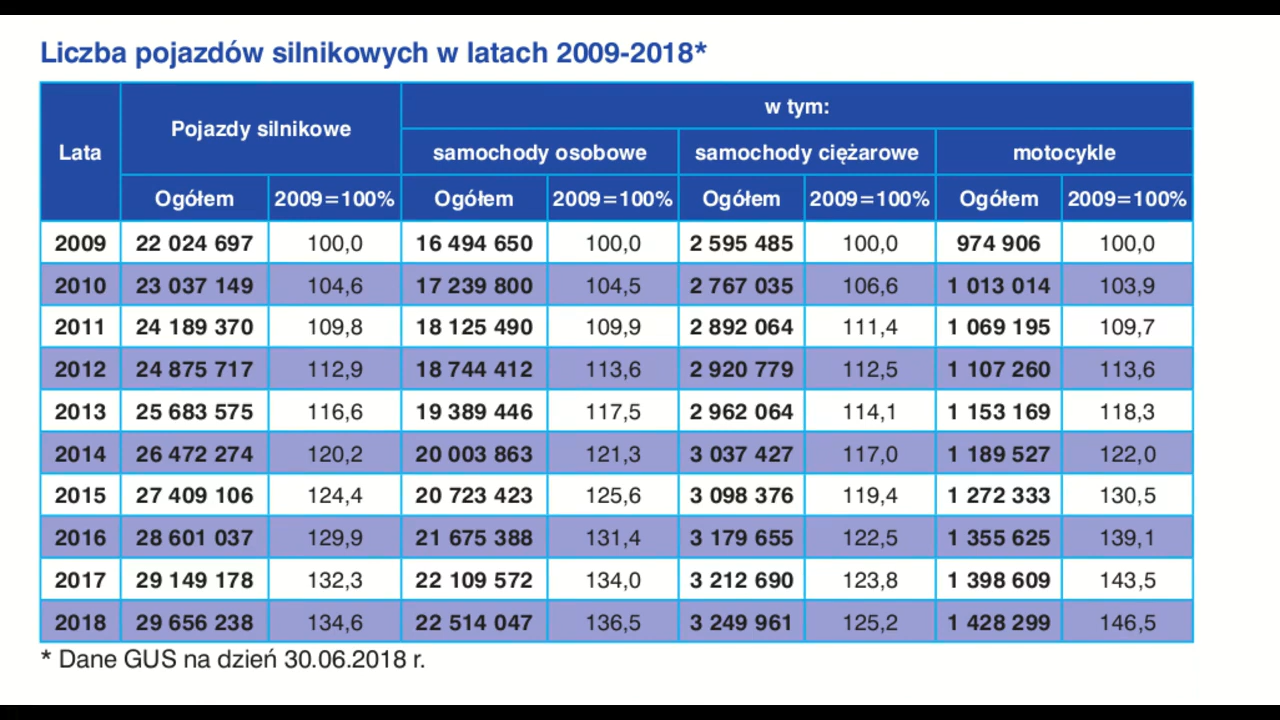 Liczba pojazdów silnikowych w latach 2009-2018*
Lata Pojazdy silnikowe w tym:
samochody osobowe samochody ciężarowe motocykle
Ogółem 2009=100% Ogółem 2009=100% Ogółem 2009=100% Ogółem 2009=100%
2009 22 024 697 100,0 16 494 650 100,0 2 595 485 100,0 974 906 100,0
2010 23 037 149 104,6 17 239 800 104,5 2 767 035 106,6 1 013 014 103,9
2011 24 189 370 109,8 18 125 490 109,9 2 892 064 111,4 1 069 195 109,7
2012 24 875 717 112,9 18 744 412 113,6 2 920 779 112,5 1 107 260 113,6
2013 25 683 575 116,6 19 389 446 117,5 2 962 064 114,1 1 153 169 118,3
2014 26 472 274 120,2 20 003 863 121,3 3 037 427 117,0 1 189 527 122,0
2015 27 409 106 124,4 20 723 423 125,6 3 098 376 119,4 1 272 333 130,5
2016 28 601 037 129,9 21 675 388 131,4 3 179 655 122,5 1 355 625 139,1
2017 29 149 178 132,3 22 109 572 134,0 3 212 690 123,8 1 398 609 143,5
2018 29 656 238 134,6 22 514 047 136,5 3 249 961 125,2 1 428 299 146,5
* Dane GUS na dzień 30.06.2018 r.